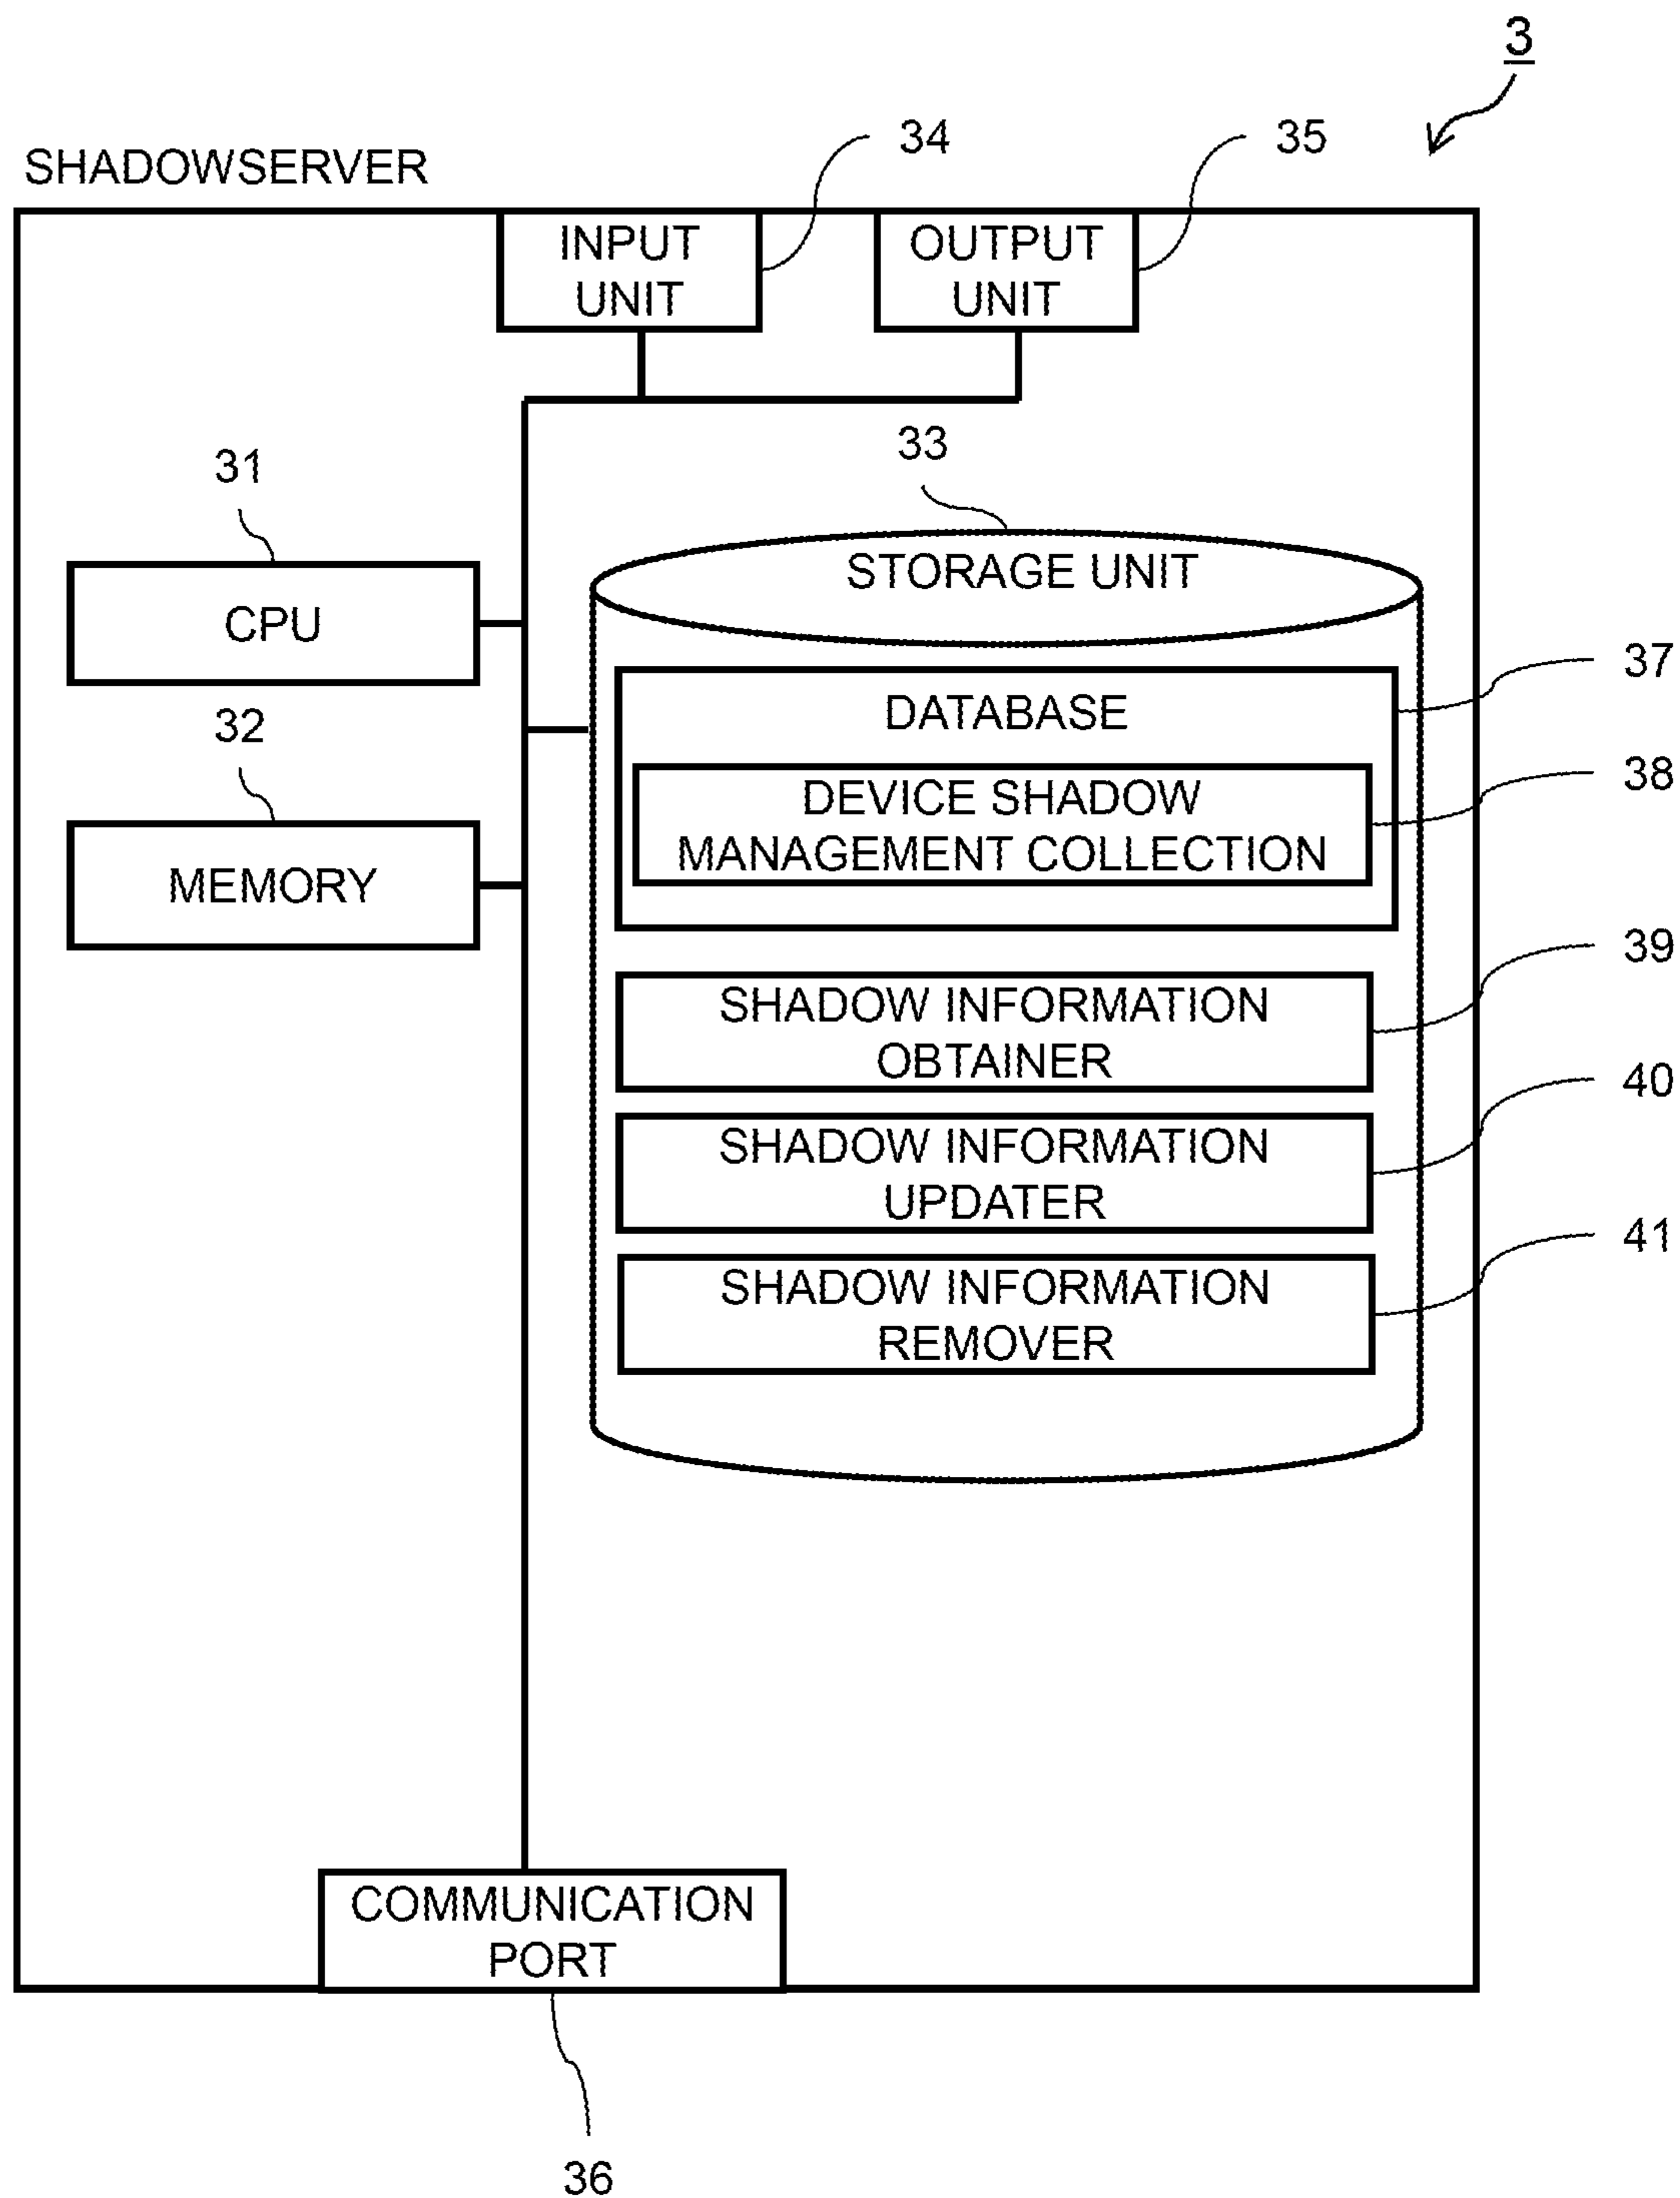 3
34
35
SHADOWSERVER
INPUT
UNIT
OUTPUT
UNIT
33
31
STORAGE UNIT
CPU
37
DATABASE
32
38
DEVICE SHADOW
MANAGEMENT COLLECTION
MEMORY
39
SHADOW INFORMATION
OBTAINER
40
SHADOW INFORMATION
UPDATER
41
SHADOW INFORMATION
REMOVER
COMMUNICATION
PORT
36